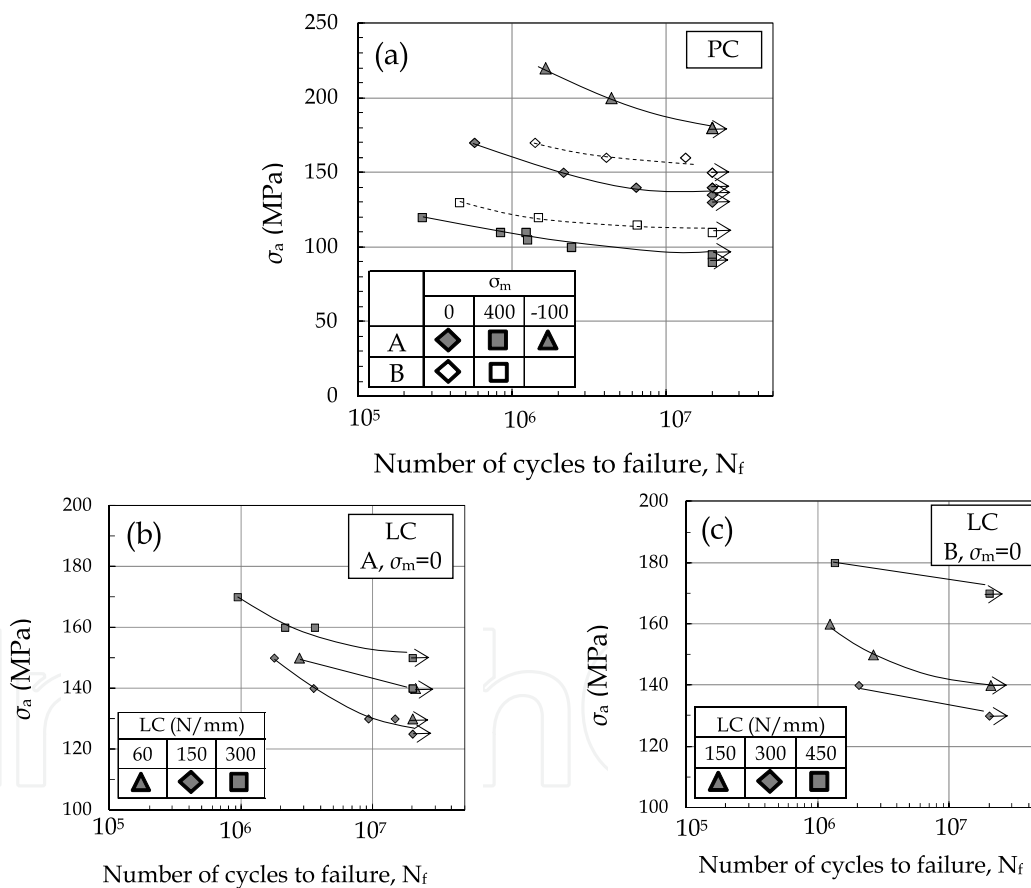 250
(a)
PC
200
150
100
σm
0 400 -100
A
B
50
0
σa (MPa)
10^5 10^6 10^7
Number of cycles to failure, Nf
200
(b)
LC
A, σm=0
180
160
140
120
100
LC (N/mm)
60 150 300
σa (MPa)
10^5 10^6 10^7
Number of cycles to failure, Nf
200
(c)
LC
B, σm=0
180
160
140
120
100
LC (N/mm)
150 300 450
σa (MPa)
10^5 10^6 10^7
Number of cycles to failure, Nf